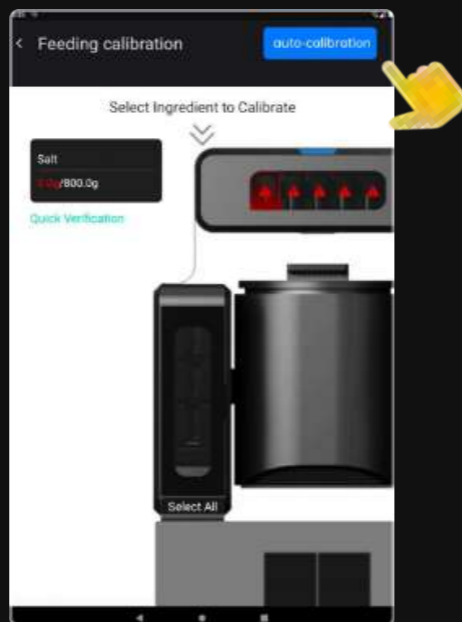 Feeding calibration
auto-calibration
Select Ingredient to Calibrate
Salt
/800.0g
Quick Verification
Select All